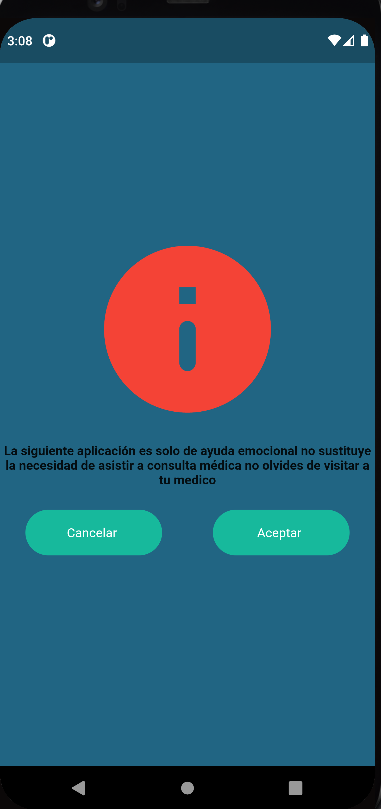 3:08
La siguiente aplicación es solo de ayuda emocional no sustituye
la necesidad de asistir a consulta médica no olvides de visitar a
tu medico
Cancelar
Aceptar